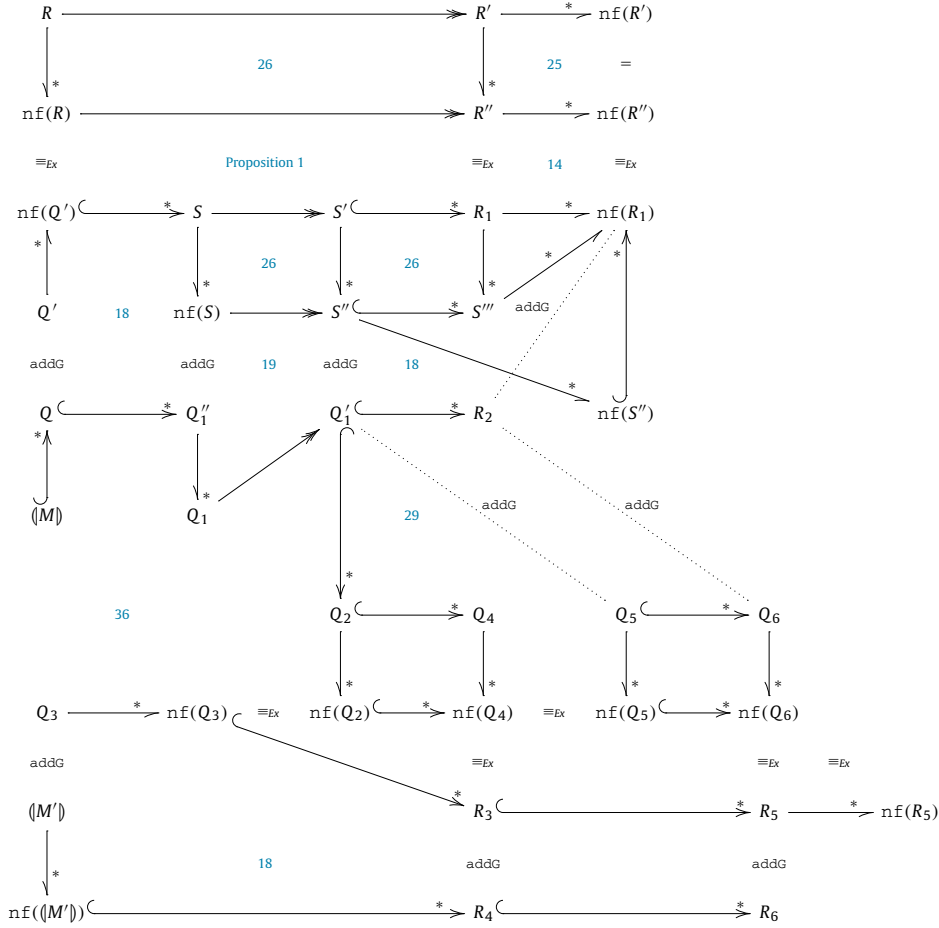 R R′ * nf(R′)
* 26 * 25 =
nf(R) R″ * nf(R″)
≡Ex Proposition 1 ≡Ex 14 ≡Ex
nf(Q′) * S S′ * R1 * nf(R1)
* 26 26 * *
* * *
Q′ 18 nf(S) S″ * S‴ addG
addG addG 19 addG 18 *
Q * Q1″ Q1′ * R2 nf(S″)
*
(|M|) * Q1 29 addG addG
*
36 Q2 * Q4 Q5 * Q6
* * * *
Q3 * nf(Q3) ≡Ex nf(Q2) * nf(Q4) ≡Ex nf(Q5) * nf(Q6)
addG ≡Ex ≡Ex ≡Ex
(|M′|) * R3 * R5 * nf(R5)
* 18 addG addG
nf((|M′|)) * R4 * R6